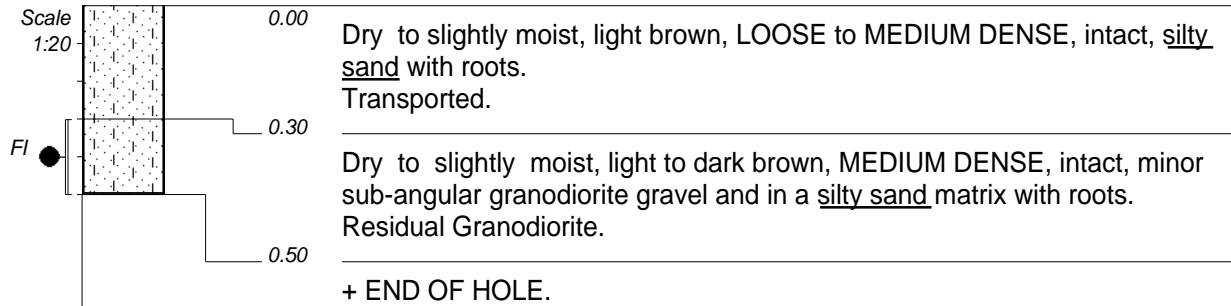 Scale
1:20
0.00
Dry to slightly moist, light brown, LOOSE to MEDIUM DENSE, intact, silty
sand with roots.
Transported.
0.30
FI
Dry to slightly moist, light to dark brown, MEDIUM DENSE, intact, minor
sub-angular granodiorite gravel and in a silty sand matrix with roots.
Residual Granodiorite.
0.50
+ END OF HOLE.